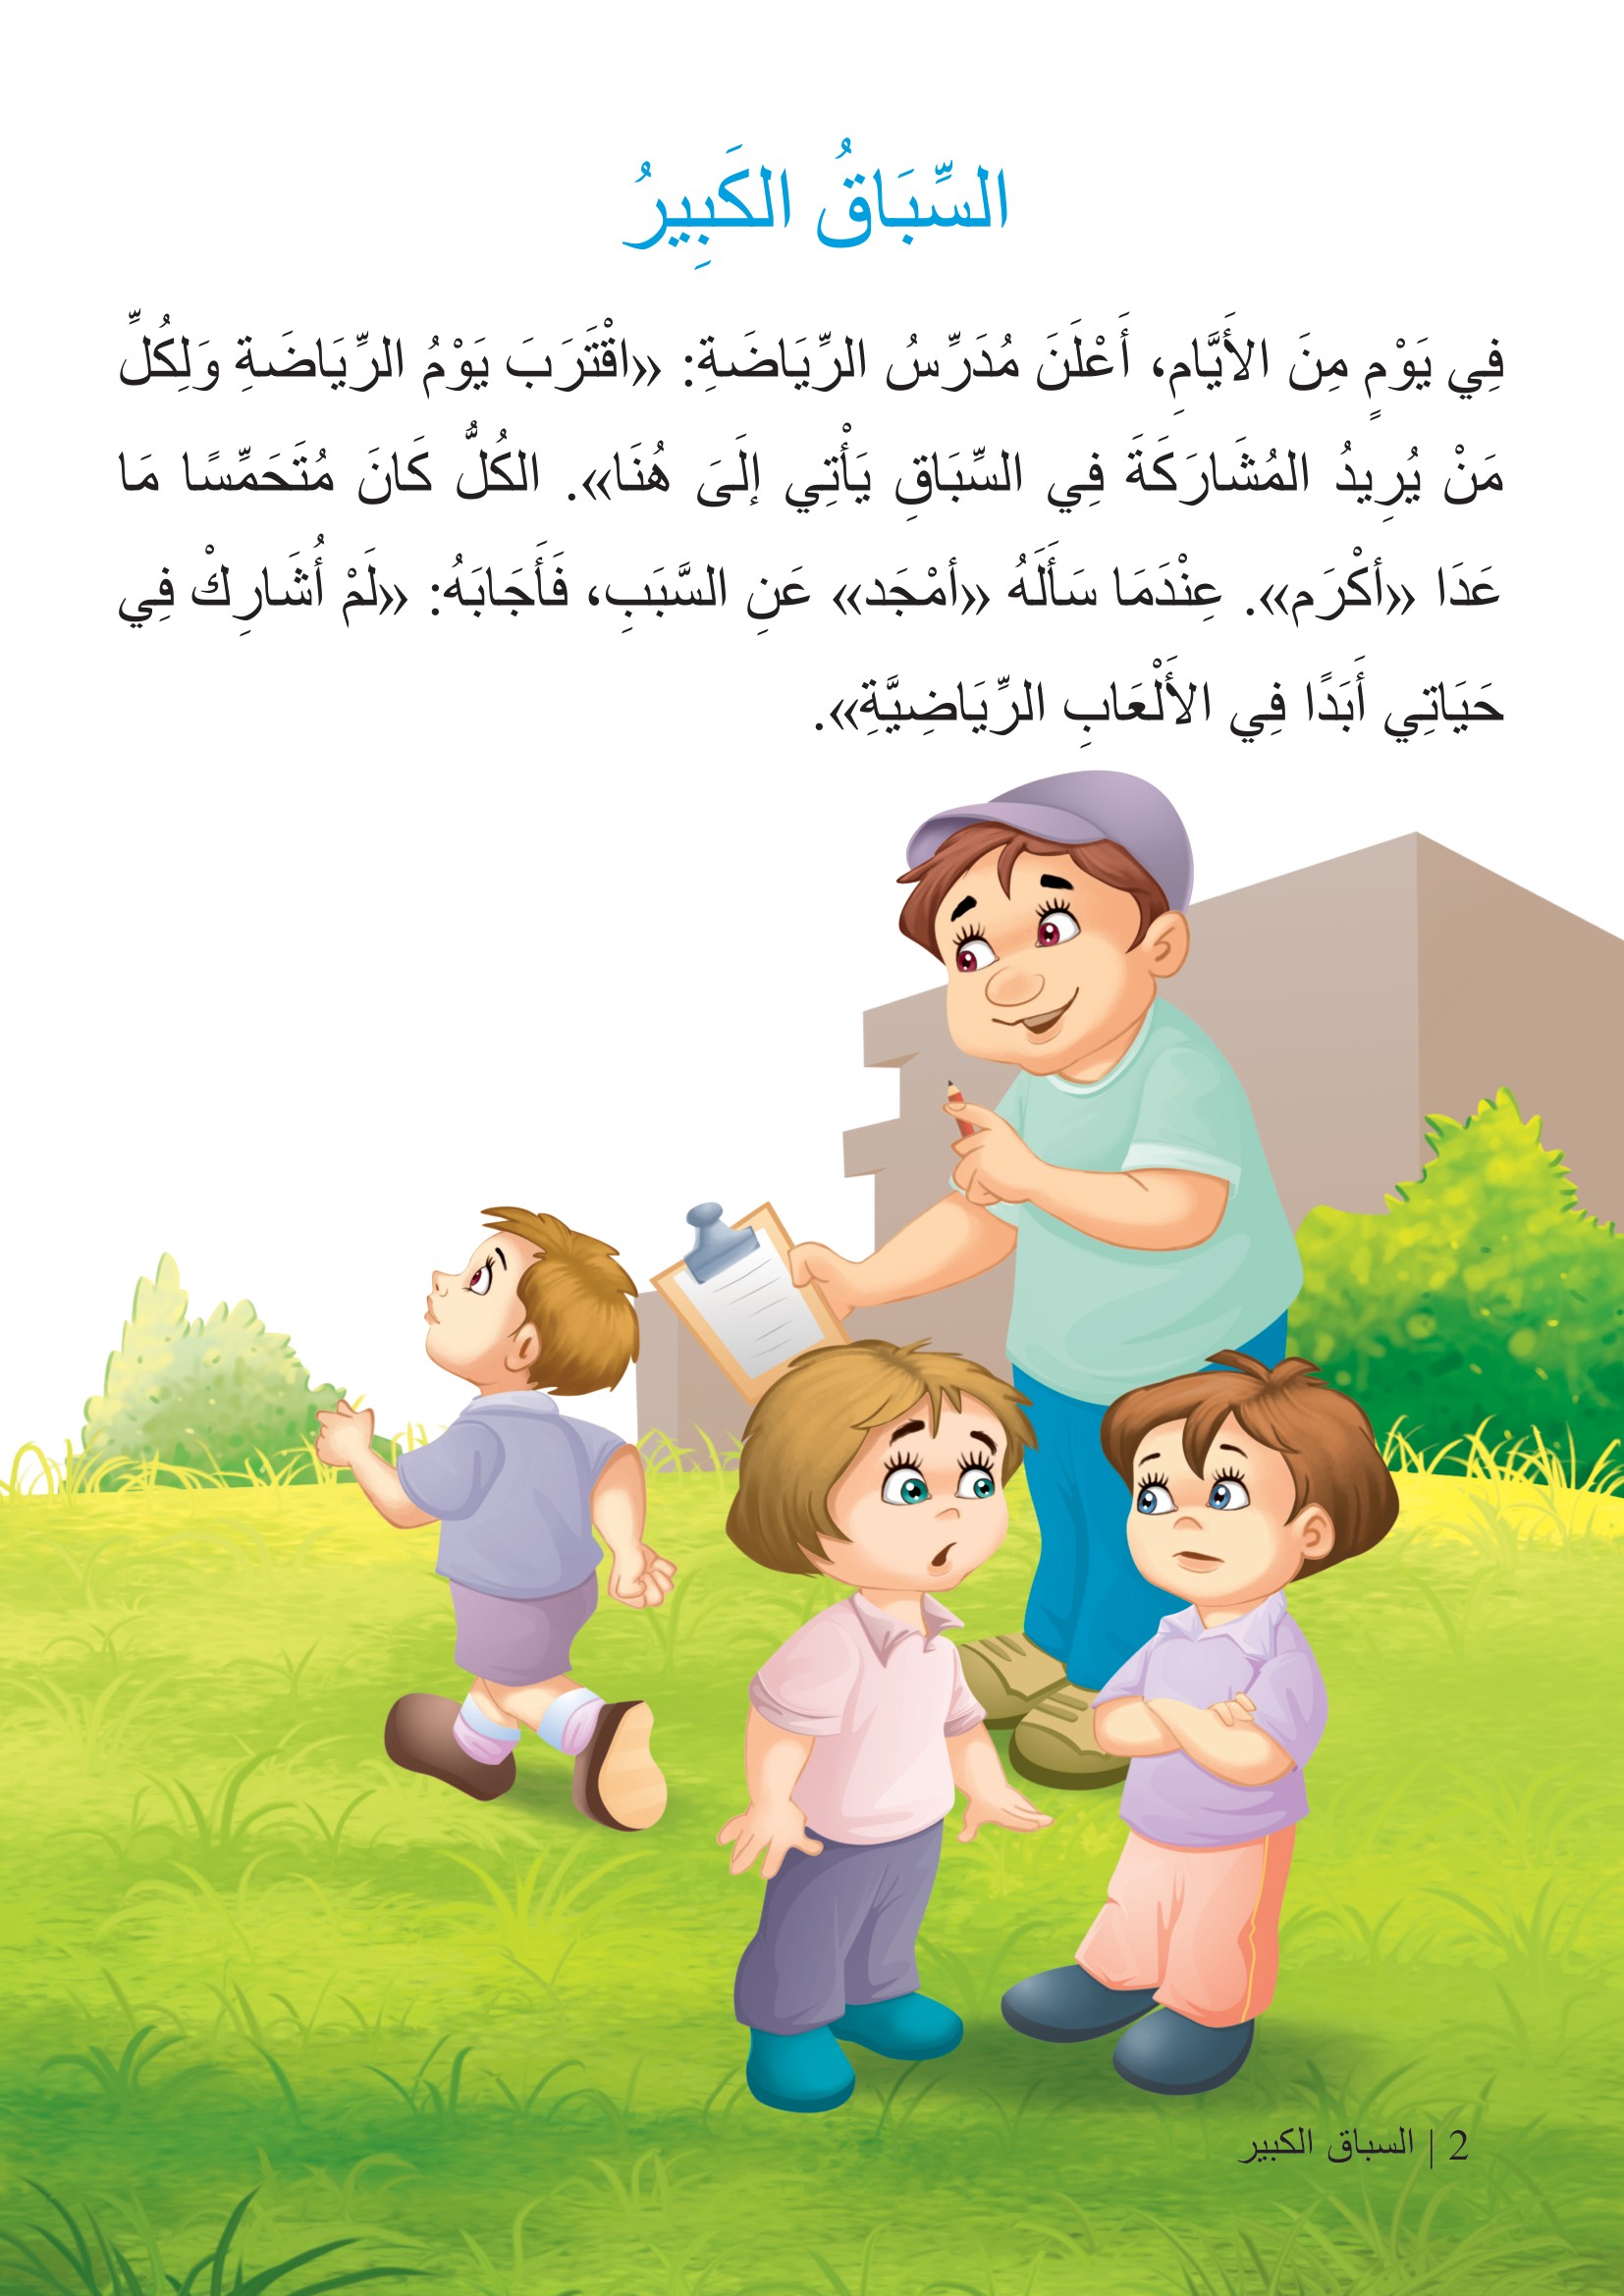 السِّبَاقُ الكَبِيرُ
فِي يَوْمٍ مِنَ الأَيَّامِ، أَعْلَنَ مُدَرِّسُ الرِّيَاضَةِ: «اقْتَرَبَ يَوْمُ الرِّيَاضَةِ وَلِكُلِّ
مَنْ يُرِيدُ المُشَارَكَةَ فِي السِّبَاقِ يَأْتِي إلَىَ هُنَا». الكُلُّ كَانَ مُتَحَمِّسًا مَا
عَدَا «أكْرَم». عِنْدَمَا سَأَلَهُ «أمْجَد» عَنِ السَّبَبِ، فَأَجَابَهُ: «لَمْ أُشَارِكْ فِي
حَيَاتِي أَبَدًا فِي الأَلْعَابِ الرِّيَاضِيَّةِ».
2 | السباق الكبير